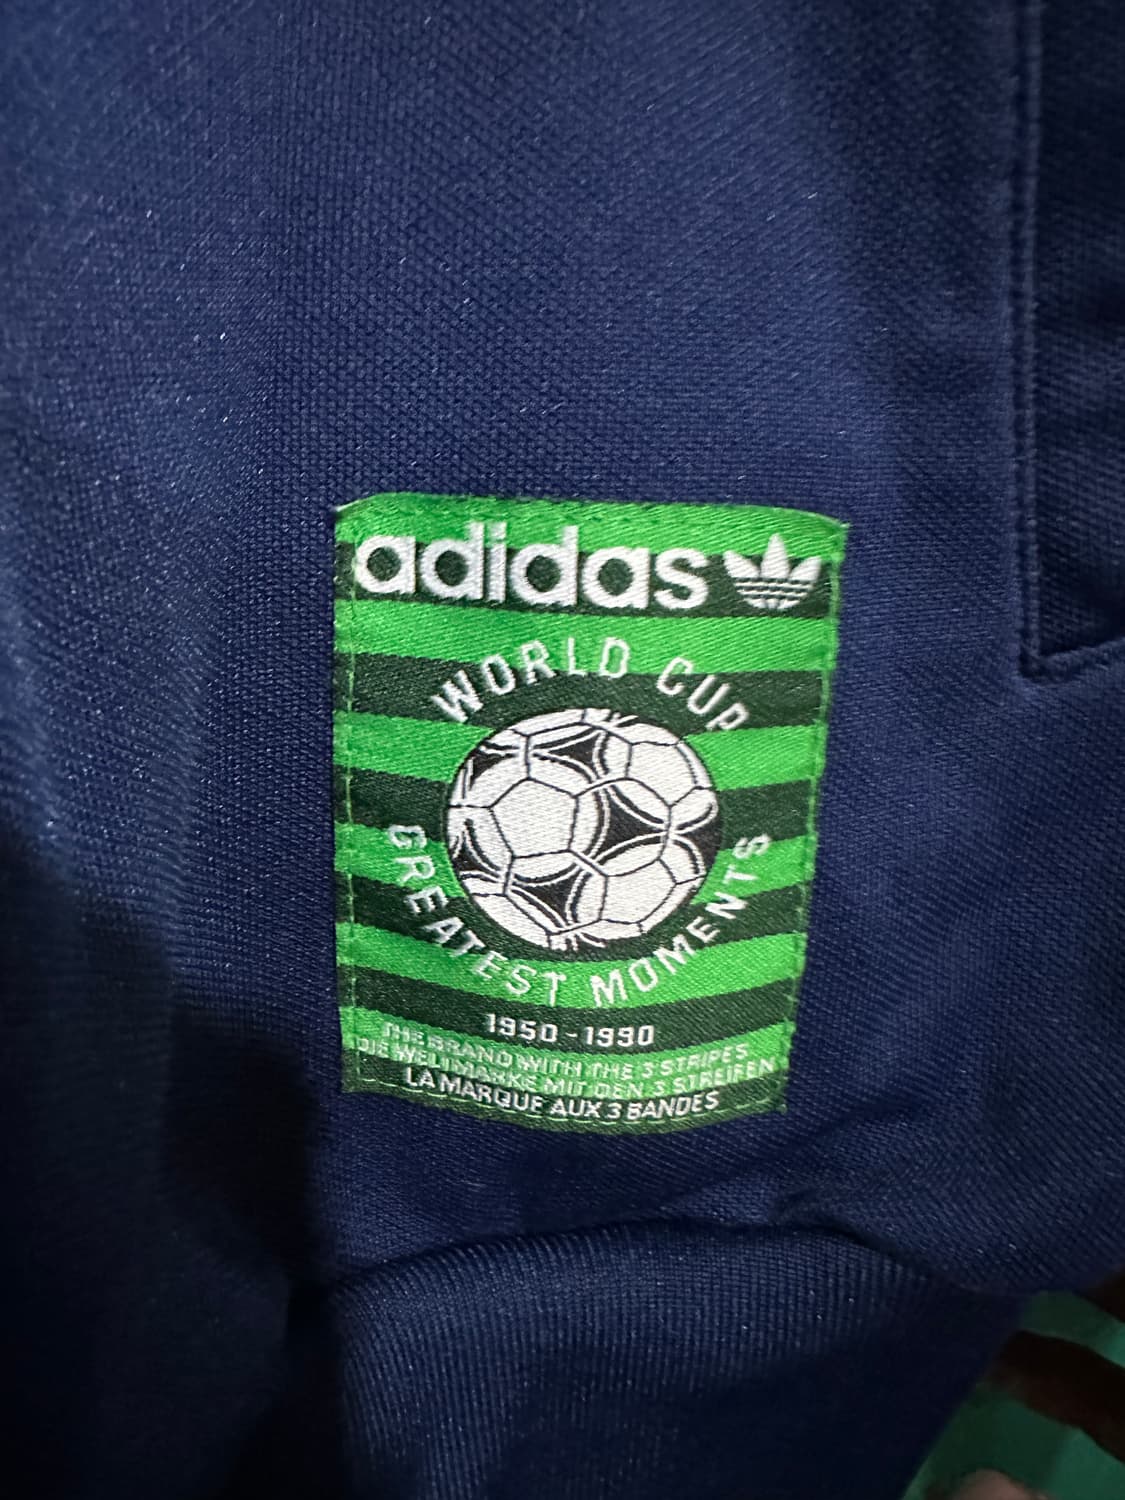 adidas
WORLD CUP
GREATEST MOMENTS
1950-1990
THE BRAND WITH THE 3 STRIPES
DIE WELTMARKE MIT DEN 3 STREIFEN
LA MARQUE AUX 3 BANDES